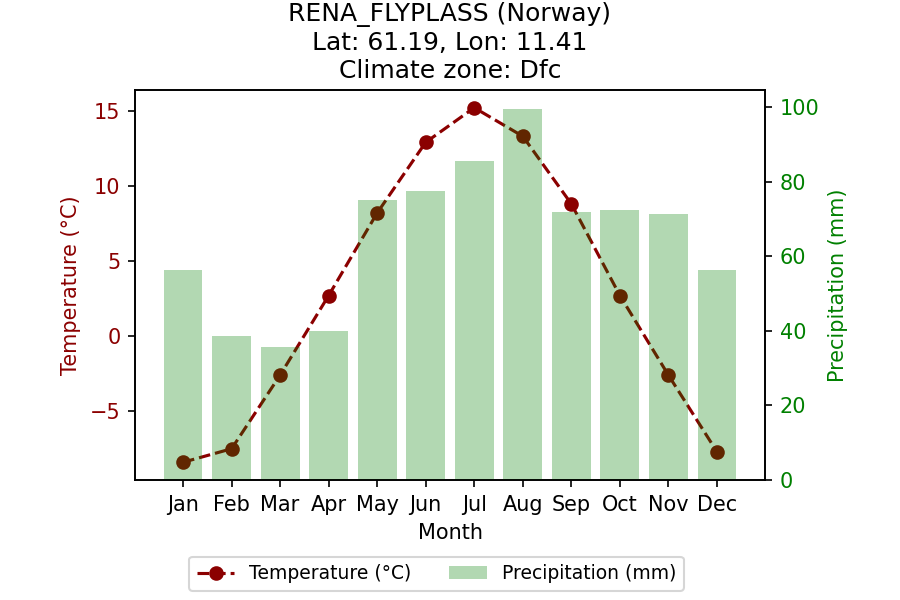 RENA_FLYPLASS (Norway)
Lat: 61.19, Lon: 11.41
Climate zone: Dfc
15
10
5
0
−5
Temperature (°C)
100
80
60
40
20
0
Precipitation (mm)
Jan Feb Mar Apr May Jun Jul Aug Sep Oct Nov Dec
Month
Temperature (°C) Precipitation (mm)